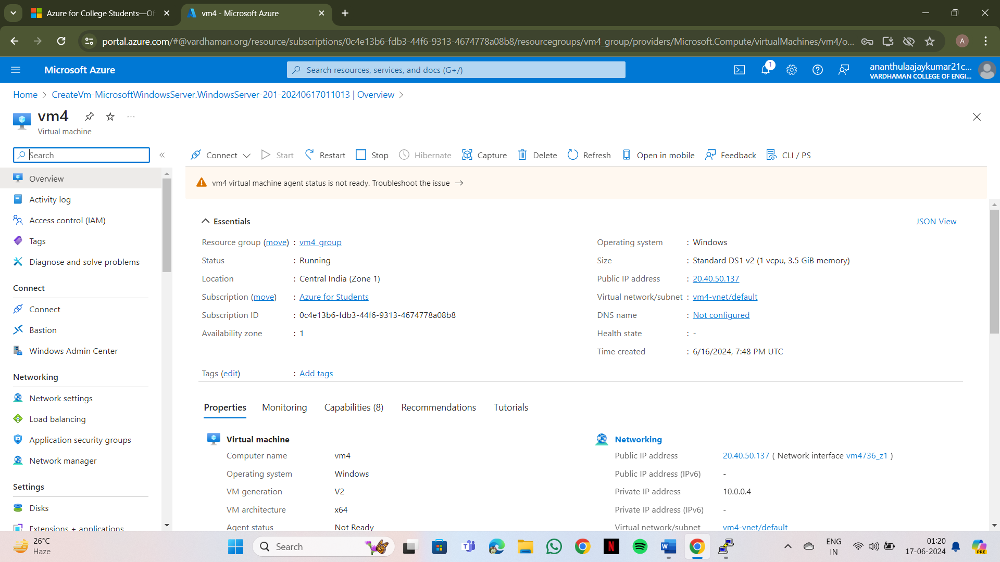 Azure for College Students—Of
vm4 - Microsoft Azure
portal.azure.com/#@vardhaman.org/resource/subscriptions/0c4e13b6-fdb3-44f6-9313-4674778a08b8/resourcegroups/vm4_group/providers/Microsoft.Compute/virtualMachines/vm4/o...
A
Microsoft Azure
Search resources, services, and docs (G+/)
1
ananthulaajaykumar21c...
VARDHAMAN COLLEGE OF ENGI...
Home > CreateVm-MicrosoftWindowsServer.WindowsServer-201-20240617011013 | Overview >
vm4
Virtual machine
Search
Connect
Start
Restart
Stop
Hibernate
Capture
Delete
Refresh
Open in mobile
Feedback
CLI / PS
vm4 virtual machine agent status is not ready. Troubleshoot the issue →
Overview
Activity log
Access control (IAM)
Tags
Diagnose and solve problems
Connect
Connect
Bastion
Windows Admin Center
Networking
Network settings
Load balancing
Application security groups
Network manager
Settings
Disks
Extensions + applications
Essentials
JSON View
Resource group (move) : vm4_group
Status : Running
Location : Central India (Zone 1)
Subscription (move) : Azure for Students
Subscription ID : 0c4e13b6-fdb3-44f6-9313-4674778a08b8
Availability zone : 1
Operating system : Windows
Size : Standard DS1 v2 (1 vcpu, 3.5 GiB memory)
Public IP address : 20.40.50.137
Virtual network/subnet : vm4-vnet/default
DNS name : Not configured
Health state : -
Time created : 6/16/2024, 7:48 PM UTC
Tags (edit) : Add tags
Properties
Monitoring
Capabilities (8)
Recommendations
Tutorials
Virtual machine
Computer name vm4
Operating system Windows
VM generation V2
VM architecture x64
Agent status Not Ready
Networking
Public IP address 20.40.50.137 ( Network interface vm4736_z1 )
Public IP address (IPv6) -
Private IP address 10.0.0.4
Private IP address (IPv6) -
Virtual network/subnet vm4-vnet/default
26°C
Haze
Search
ENG
IN
01:20
17-06-2024
PRE